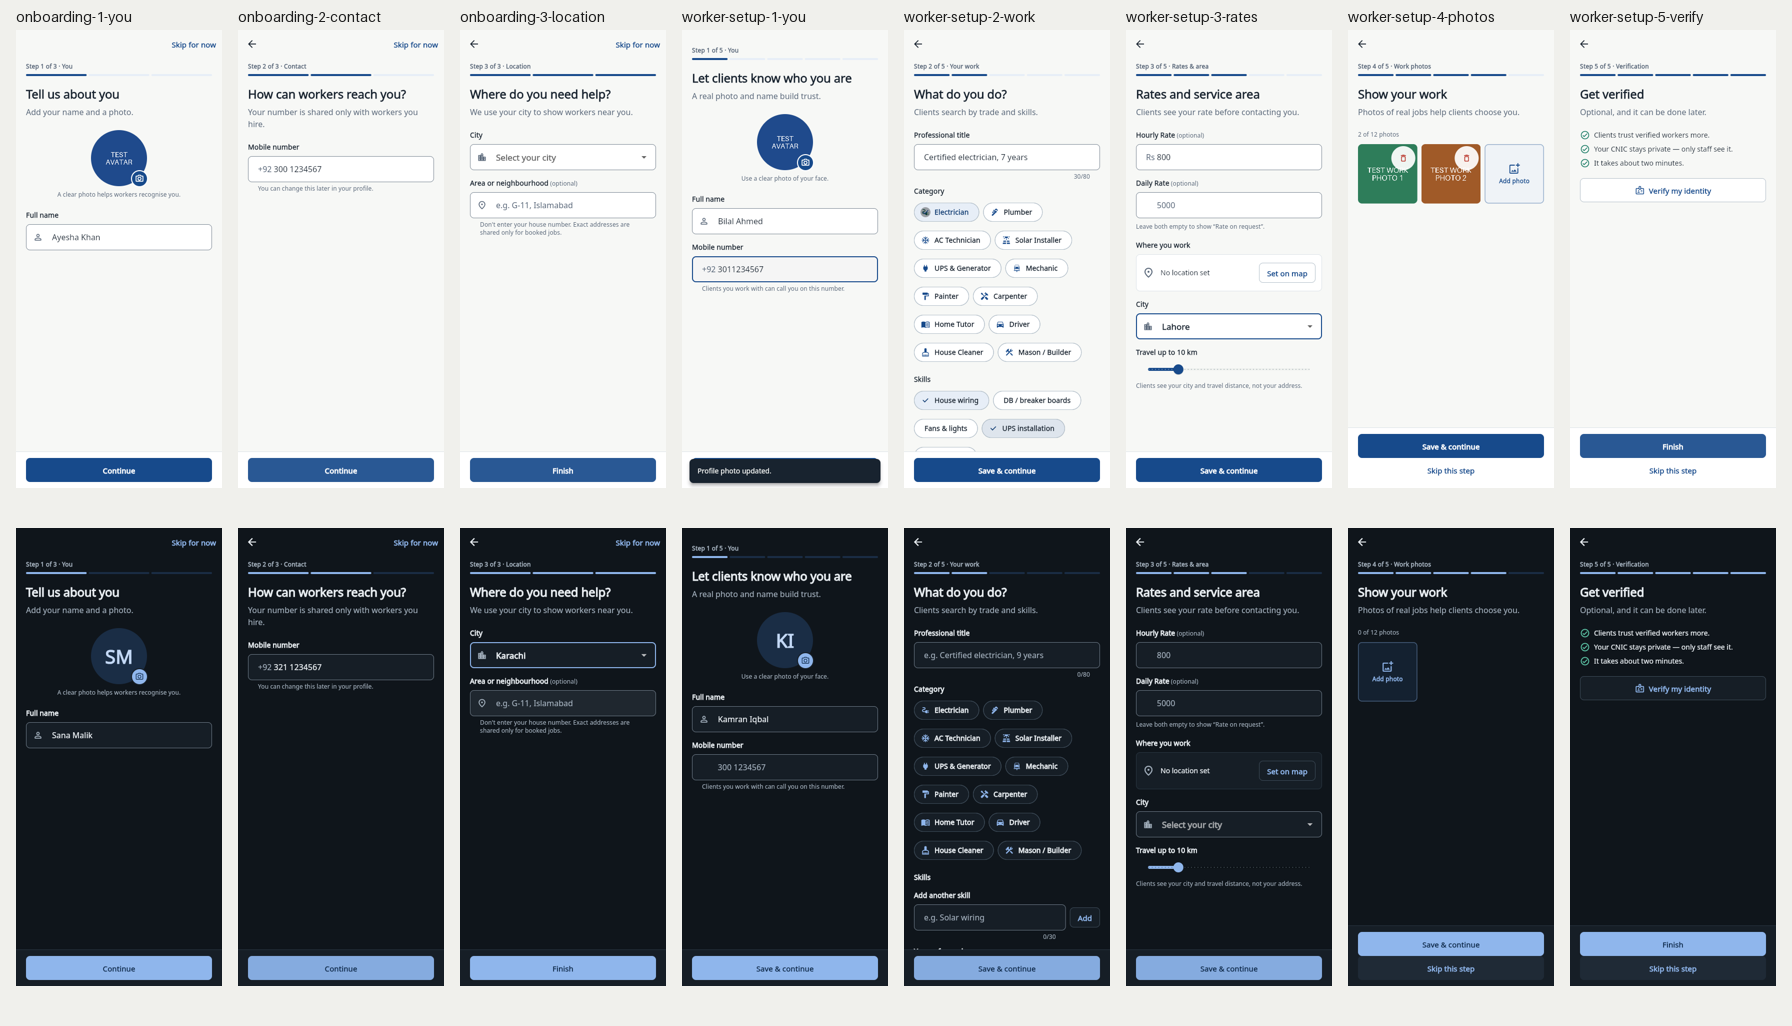 onboarding-1-you
Skip for now
Step 1 of 3 · You
Tell us about you
Add your name and a photo.
TEST
AVATAR
A clear photo helps workers recognise you.
Full name
Ayesha Khan
Continue
onboarding-2-contact
Skip for now
Step 2 of 3 · Contact
How can workers reach you?
Your number is shared only with workers you
hire.
Mobile number
+92 300 1234567
You can change this later in your profile.
Continue
onboarding-3-location
Skip for now
Step 3 of 3 · Location
Where do you need help?
We use your city to show workers near you.
City
Select your city
Area or neighbourhood (optional)
e.g. G-11, Islamabad
Don't enter your house number. Exact addresses are
shared only for booked jobs.
Finish
worker-setup-1-you
Step 1 of 5 · You
Let clients know who you are
A real photo and name build trust.
TEST
AVATAR
Use a clear photo of your face.
Full name
Bilal Ahmed
Mobile number
+92 3011234567
Clients you work with can call you on this number.
Profile photo updated.
worker-setup-2-work
Step 2 of 5 · Your work
What do you do?
Clients search by trade and skills.
Professional title
Certified electrician, 7 years
30/80
Category
Electrician
Plumber
AC Technician
Solar Installer
UPS & Generator
Mechanic
Painter
Carpenter
Home Tutor
Driver
House Cleaner
Mason / Builder
Skills
House wiring
DB / breaker boards
Fans & lights
UPS installation
Save & continue
worker-setup-3-rates
Step 3 of 5 · Rates & area
Rates and service area
Clients see your rate before contacting you.
Hourly Rate (optional)
Rs 800
Daily Rate (optional)
5000
Leave both empty to show “Rate on request”.
Where you work
No location set
Set on map
City
Lahore
Travel up to 10 km
Clients see your city and travel distance, not your address.
Save & continue
worker-setup-4-photos
Step 4 of 5 · Work photos
Show your work
Photos of real jobs help clients choose you.
2 of 12 photos
TEST WORK
PHOTO 1
TEST WORK
PHOTO 2
Add photo
Save & continue
Skip this step
worker-setup-5-verify
Step 5 of 5 · Verification
Get verified
Optional, and it can be done later.
Clients trust verified workers more.
Your CNIC stays private — only staff see it.
It takes about two minutes.
Verify my identity
Finish
Skip this step
Skip for now
Step 1 of 3 · You
Tell us about you
Add your name and a photo.
SM
A clear photo helps workers recognise you.
Full name
Sana Malik
Continue
Skip for now
Step 2 of 3 · Contact
How can workers reach you?
Your number is shared only with workers you
hire.
Mobile number
+92 321 1234567
You can change this later in your profile.
Continue
Skip for now
Step 3 of 3 · Location
Where do you need help?
We use your city to show workers near you.
City
Karachi
Area or neighbourhood (optional)
e.g. G-11, Islamabad
Don't enter your house number. Exact addresses are
shared only for booked jobs.
Finish
Step 1 of 5 · You
Let clients know who you are
A real photo and name build trust.
KI
Use a clear photo of your face.
Full name
Kamran Iqbal
Mobile number
300 1234567
Clients you work with can call you on this number.
Save & continue
Step 2 of 5 · Your work
What do you do?
Clients search by trade and skills.
Professional title
e.g. Certified electrician, 9 years
0/80
Category
Electrician
Plumber
AC Technician
Solar Installer
UPS & Generator
Mechanic
Painter
Carpenter
Home Tutor
Driver
House Cleaner
Mason / Builder
Skills
Add another skill
e.g. Solar wiring
Add
0/30
Save & continue
Step 3 of 5 · Rates & area
Rates and service area
Clients see your rate before contacting you.
Hourly Rate (optional)
800
Daily Rate (optional)
5000
Leave both empty to show “Rate on request”.
Where you work
No location set
Set on map
City
Select your city
Travel up to 10 km
Clients see your city and travel distance, not your address.
Save & continue
Step 4 of 5 · Work photos
Show your work
Photos of real jobs help clients choose you.
0 of 12 photos
Add photo
Save & continue
Skip this step
Step 5 of 5 · Verification
Get verified
Optional, and it can be done later.
Clients trust verified workers more.
Your CNIC stays private — only staff see it.
It takes about two minutes.
Verify my identity
Finish
Skip this step